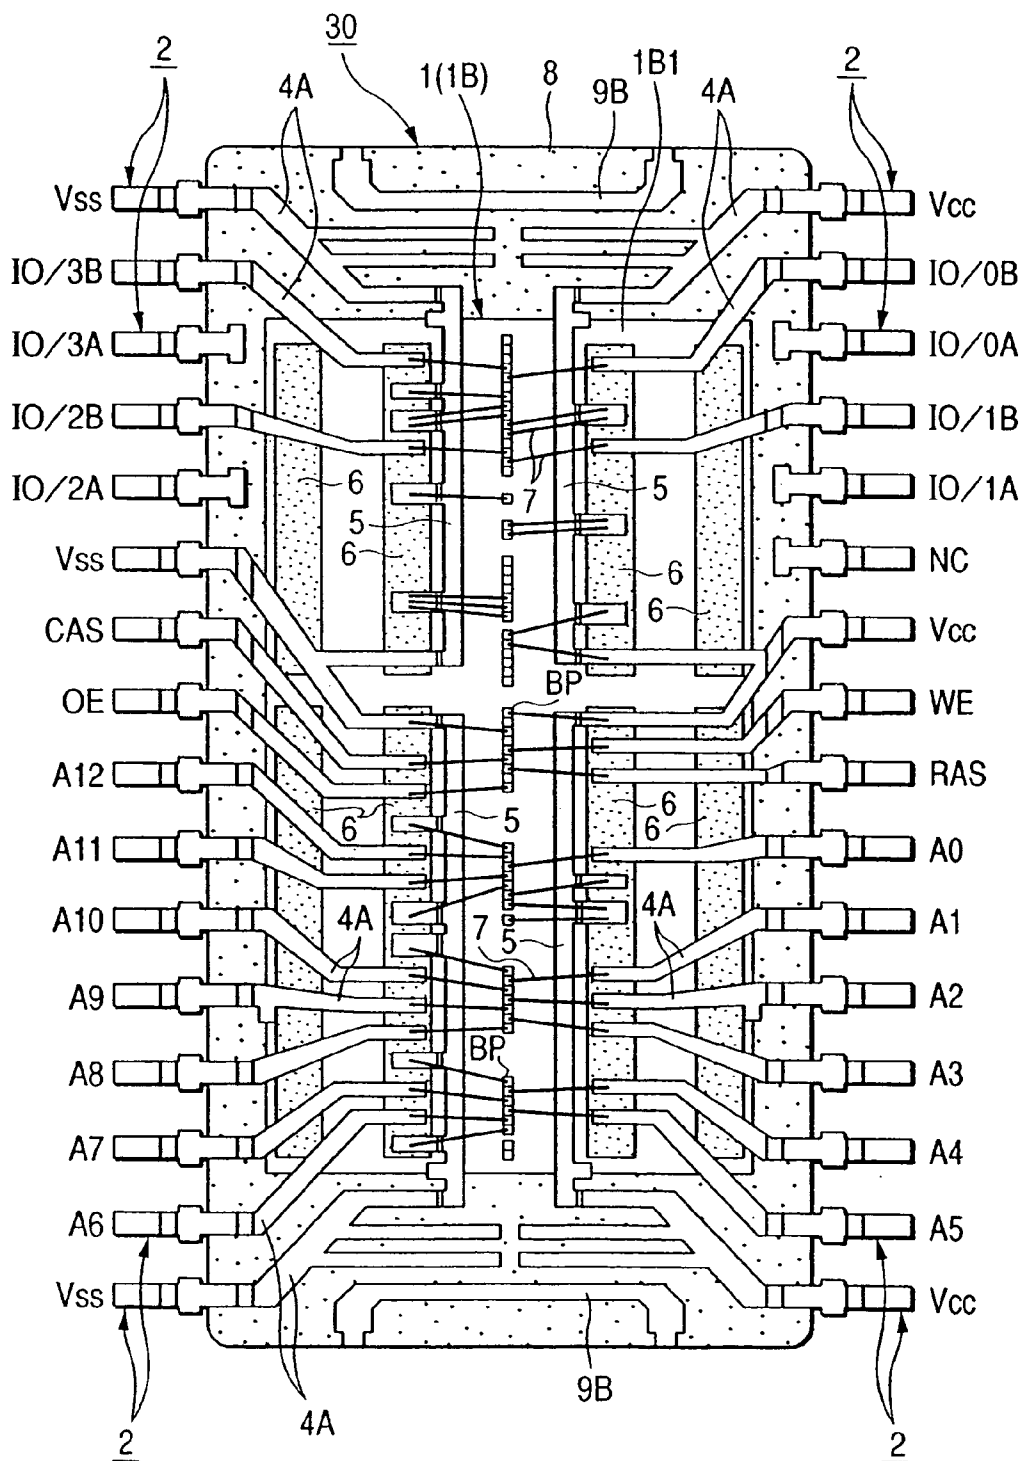 30
2
1(1B)
8
1B1
2
4A
9B
4A
Vss
Vcc
IO/3B
IO/0B
IO/3A
IO/0A
IO/2B
IO/1B
6
7
5
5
IO/2A
IO/1A
6
Vss
NC
6
6
CAS
Vcc
BP
OE
WE
A12
RAS
6
5
6
6
A11
A0
A10
4A
7
5
4A
A1
A9
A2
BP
A8
A3
A7
A4
A6
A5
Vss
Vcc
9B
4A
2
2